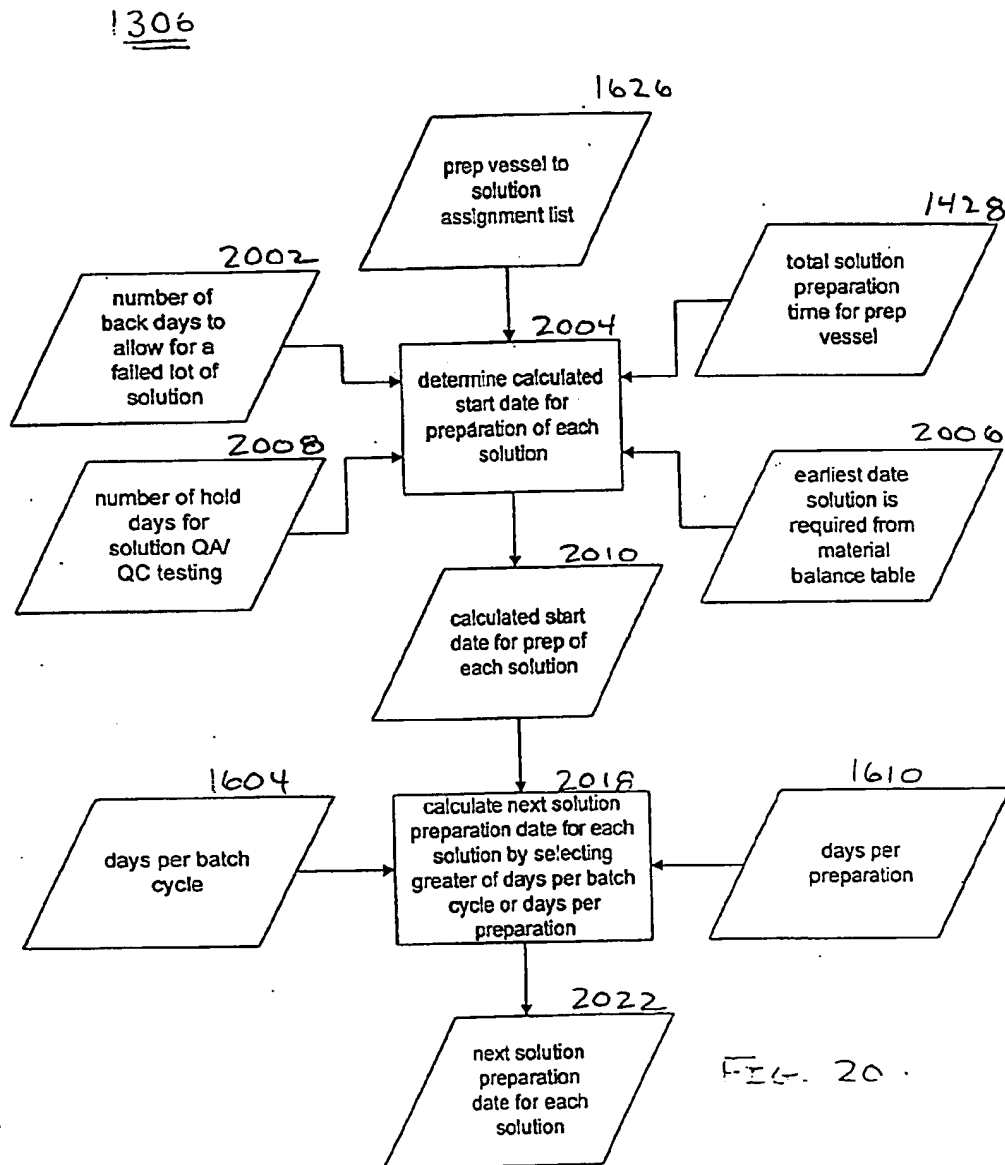 1306
1626
prep vessel to
solution
assignment list
1428
total solution
preparation
time for prep
vessel
2002
number of
back days to
allow for a
failed lot of
solution
2004
determine calculated
start date for
preparation of each
solution
2008
number of hold
days for
solution QA/
QC testing
2006
earliest date
solution is
required from
material
balance table
2010
calculated start
date for prep of
each solution
1604
days per batch
cycle
2018
calculate next solution
preparation date for each
solution by selecting
greater of days per batch
cycle or days per
preparation
1610
days per
preparation
2022
next solution
preparation
date for each
solution
FIG. 20.